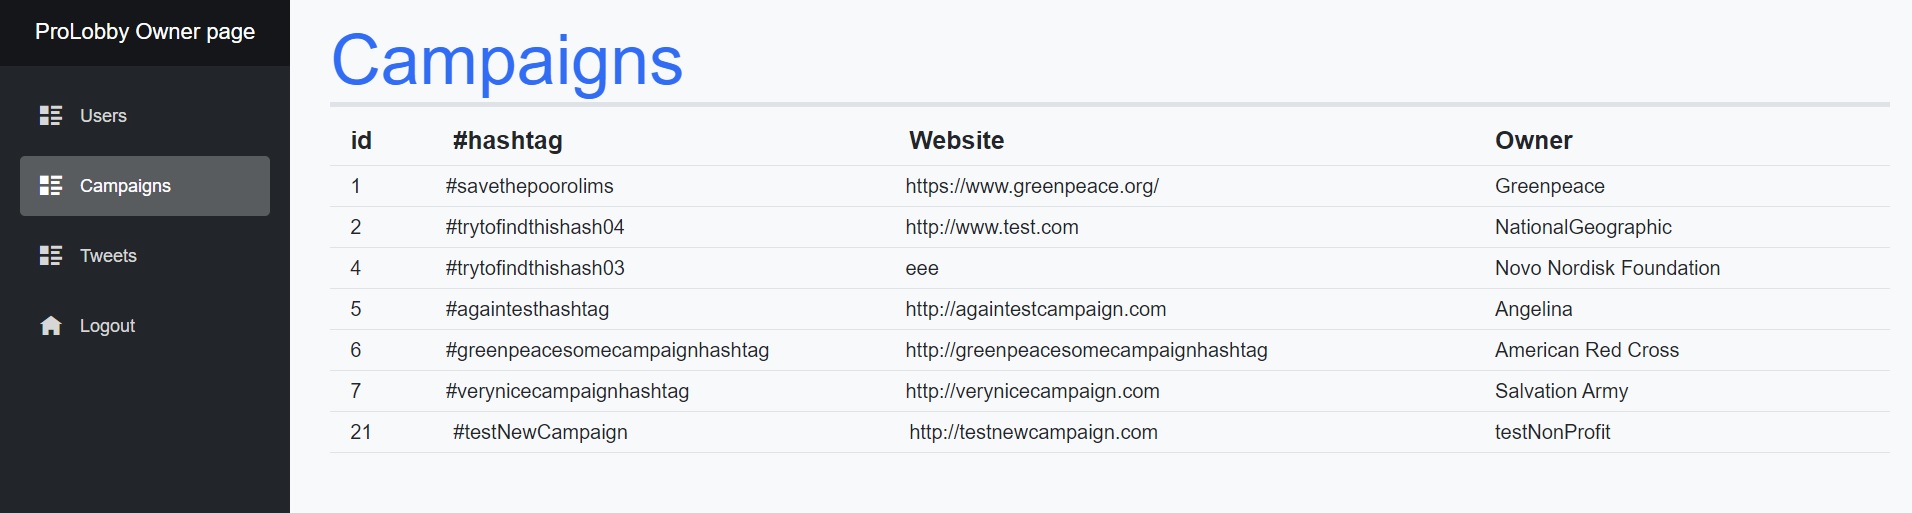 ProLobby Owner page
Users
Campaigns
Tweets
Logout
Campaigns
id #hashtag Website Owner
1 #savethepoorolims https://www.greenpeace.org/ Greenpeace
2 #trytofindthishash04 http://www.test.com NationalGeographic
4 #trytofindthishash03 eee Novo Nordisk Foundation
5 #againtesthashtag http://againtestcampaign.com Angelina
6 #greenpeacesomecampaignhashtag http://greenpeacesomecampaignhashtag American Red Cross
7 #verynicecampaignhashtag http://verynicecampaign.com Salvation Army
21 #testNewCampaign http://testnewcampaign.com testNonProfit